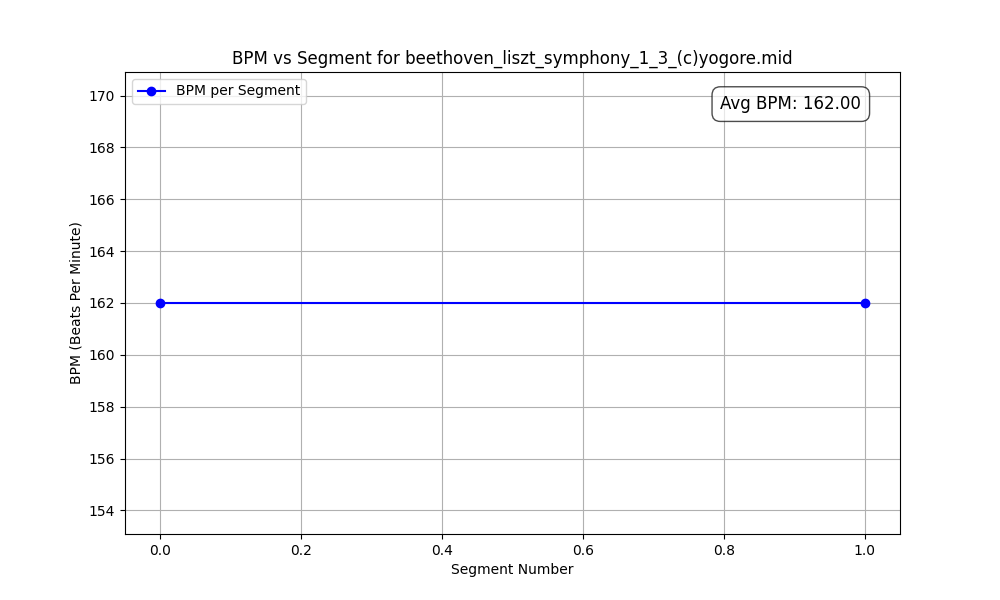 BPM vs Segment for beethoven_liszt_symphony_1_3_(c)yogore.mid
BPM per Segment
Avg BPM: 162.00
BPM (Beats Per Minute)
170
168
166
164
162
160
158
156
154
0.0 0.2 0.4 0.6 0.8 1.0
Segment Number